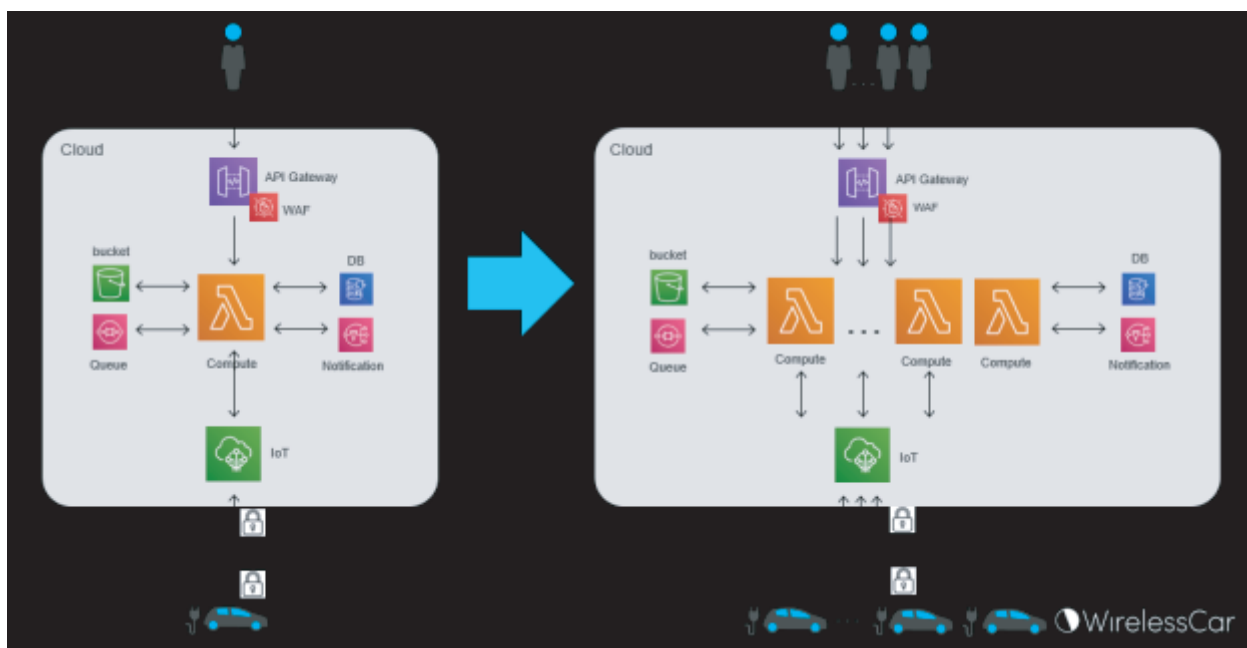 Cloud
API Gateway
WAF
bucket
DB
Queue
Compute
Notification
IoT
Cloud
API Gateway
WAF
bucket
DB
...
Queue
Compute
Compute
Compute
Notification
IoT
WirelessCar